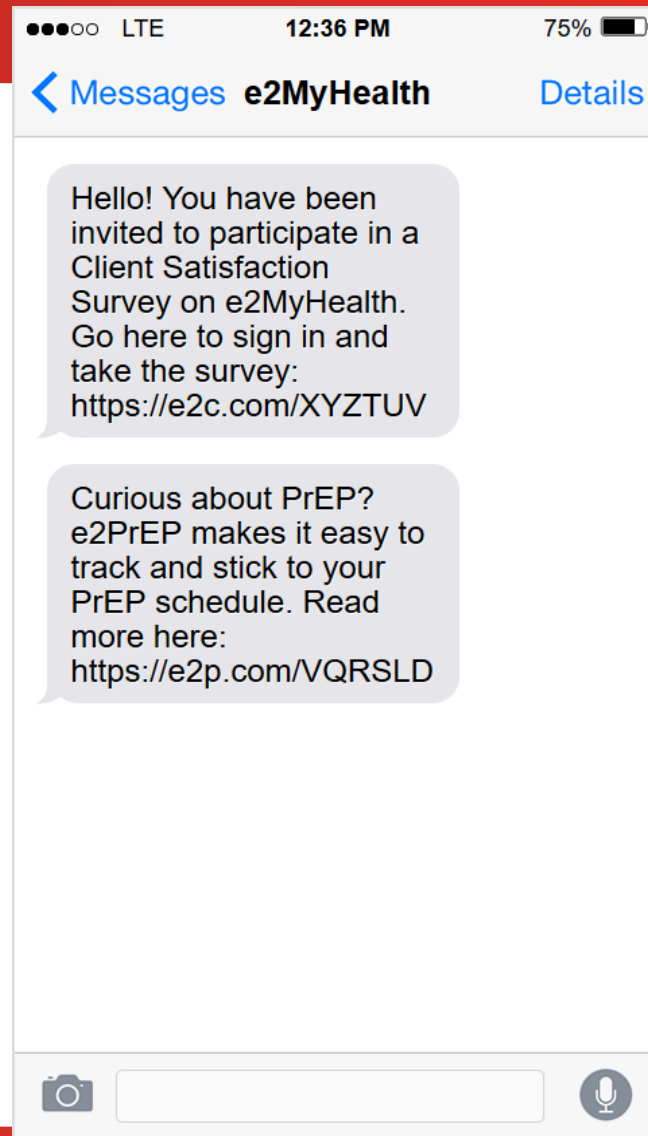 LTE 12:36 PM 75%
Messages e2MyHealth Details
Hello! You have been
invited to participate in a
Client Satisfaction
Survey on e2MyHealth.
Go here to sign in and
take the survey:
https://e2c.com/XYZTUV
Curious about PrEP?
e2PrEP makes it easy to
track and stick to your
PrEP schedule. Read
more here:
https://e2p.com/VQRSLD